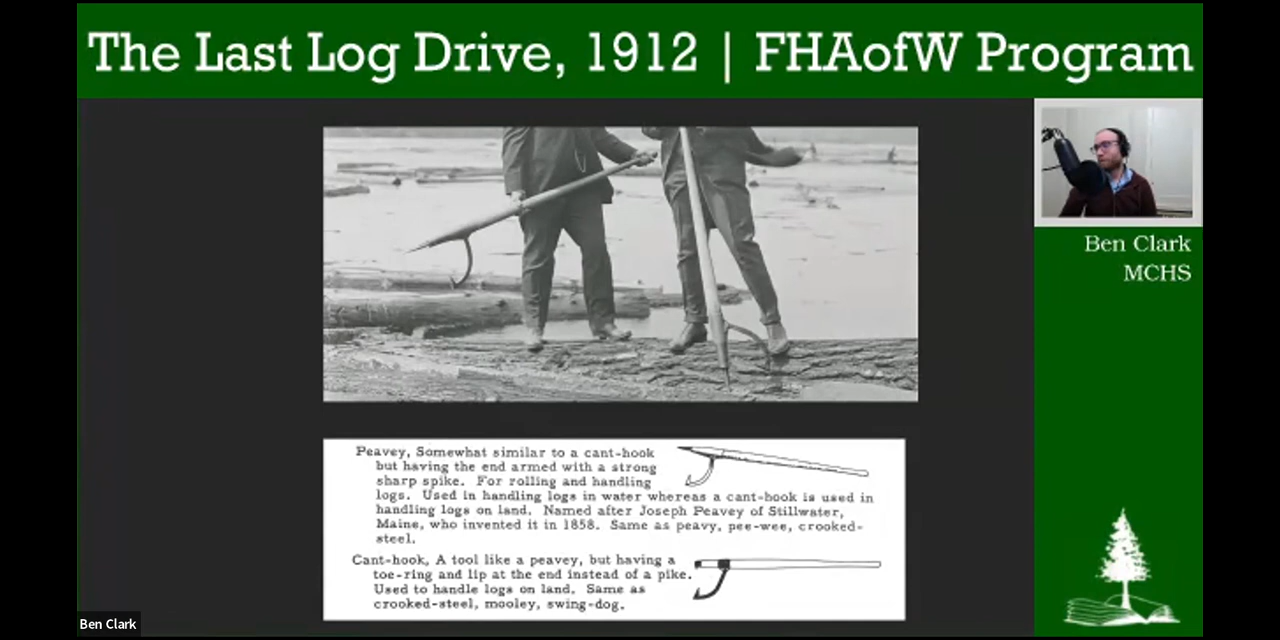 The Last Log Drive, 1912 | FHAofW Program
Ben Clark
MCHS
Peavey, Somewhat similar to a cant-hook
but having the end armed with a strong
sharp spike. For rolling and handling
logs. Used in handling logs in water whereas a cant-hook is used in
handling logs on land. Named after Joseph Peavey of Stillwater,
Maine, who invented it in 1858. Same as peavy, pee-wee, crooked-
steel.
Cant-hook, A tool like a peavey, but having a
toe-ring and lip at the end instead of a pike.
Used to handle logs on land. Same as
crooked-steel, mooley, swing-dog.
Ben Clark